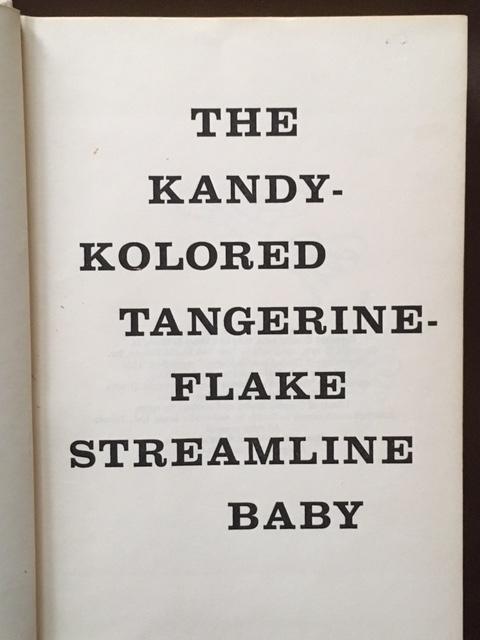 THE
KANDY-
KOLORED
TANGERINE-
FLAKE
STREAMLINE
BABY